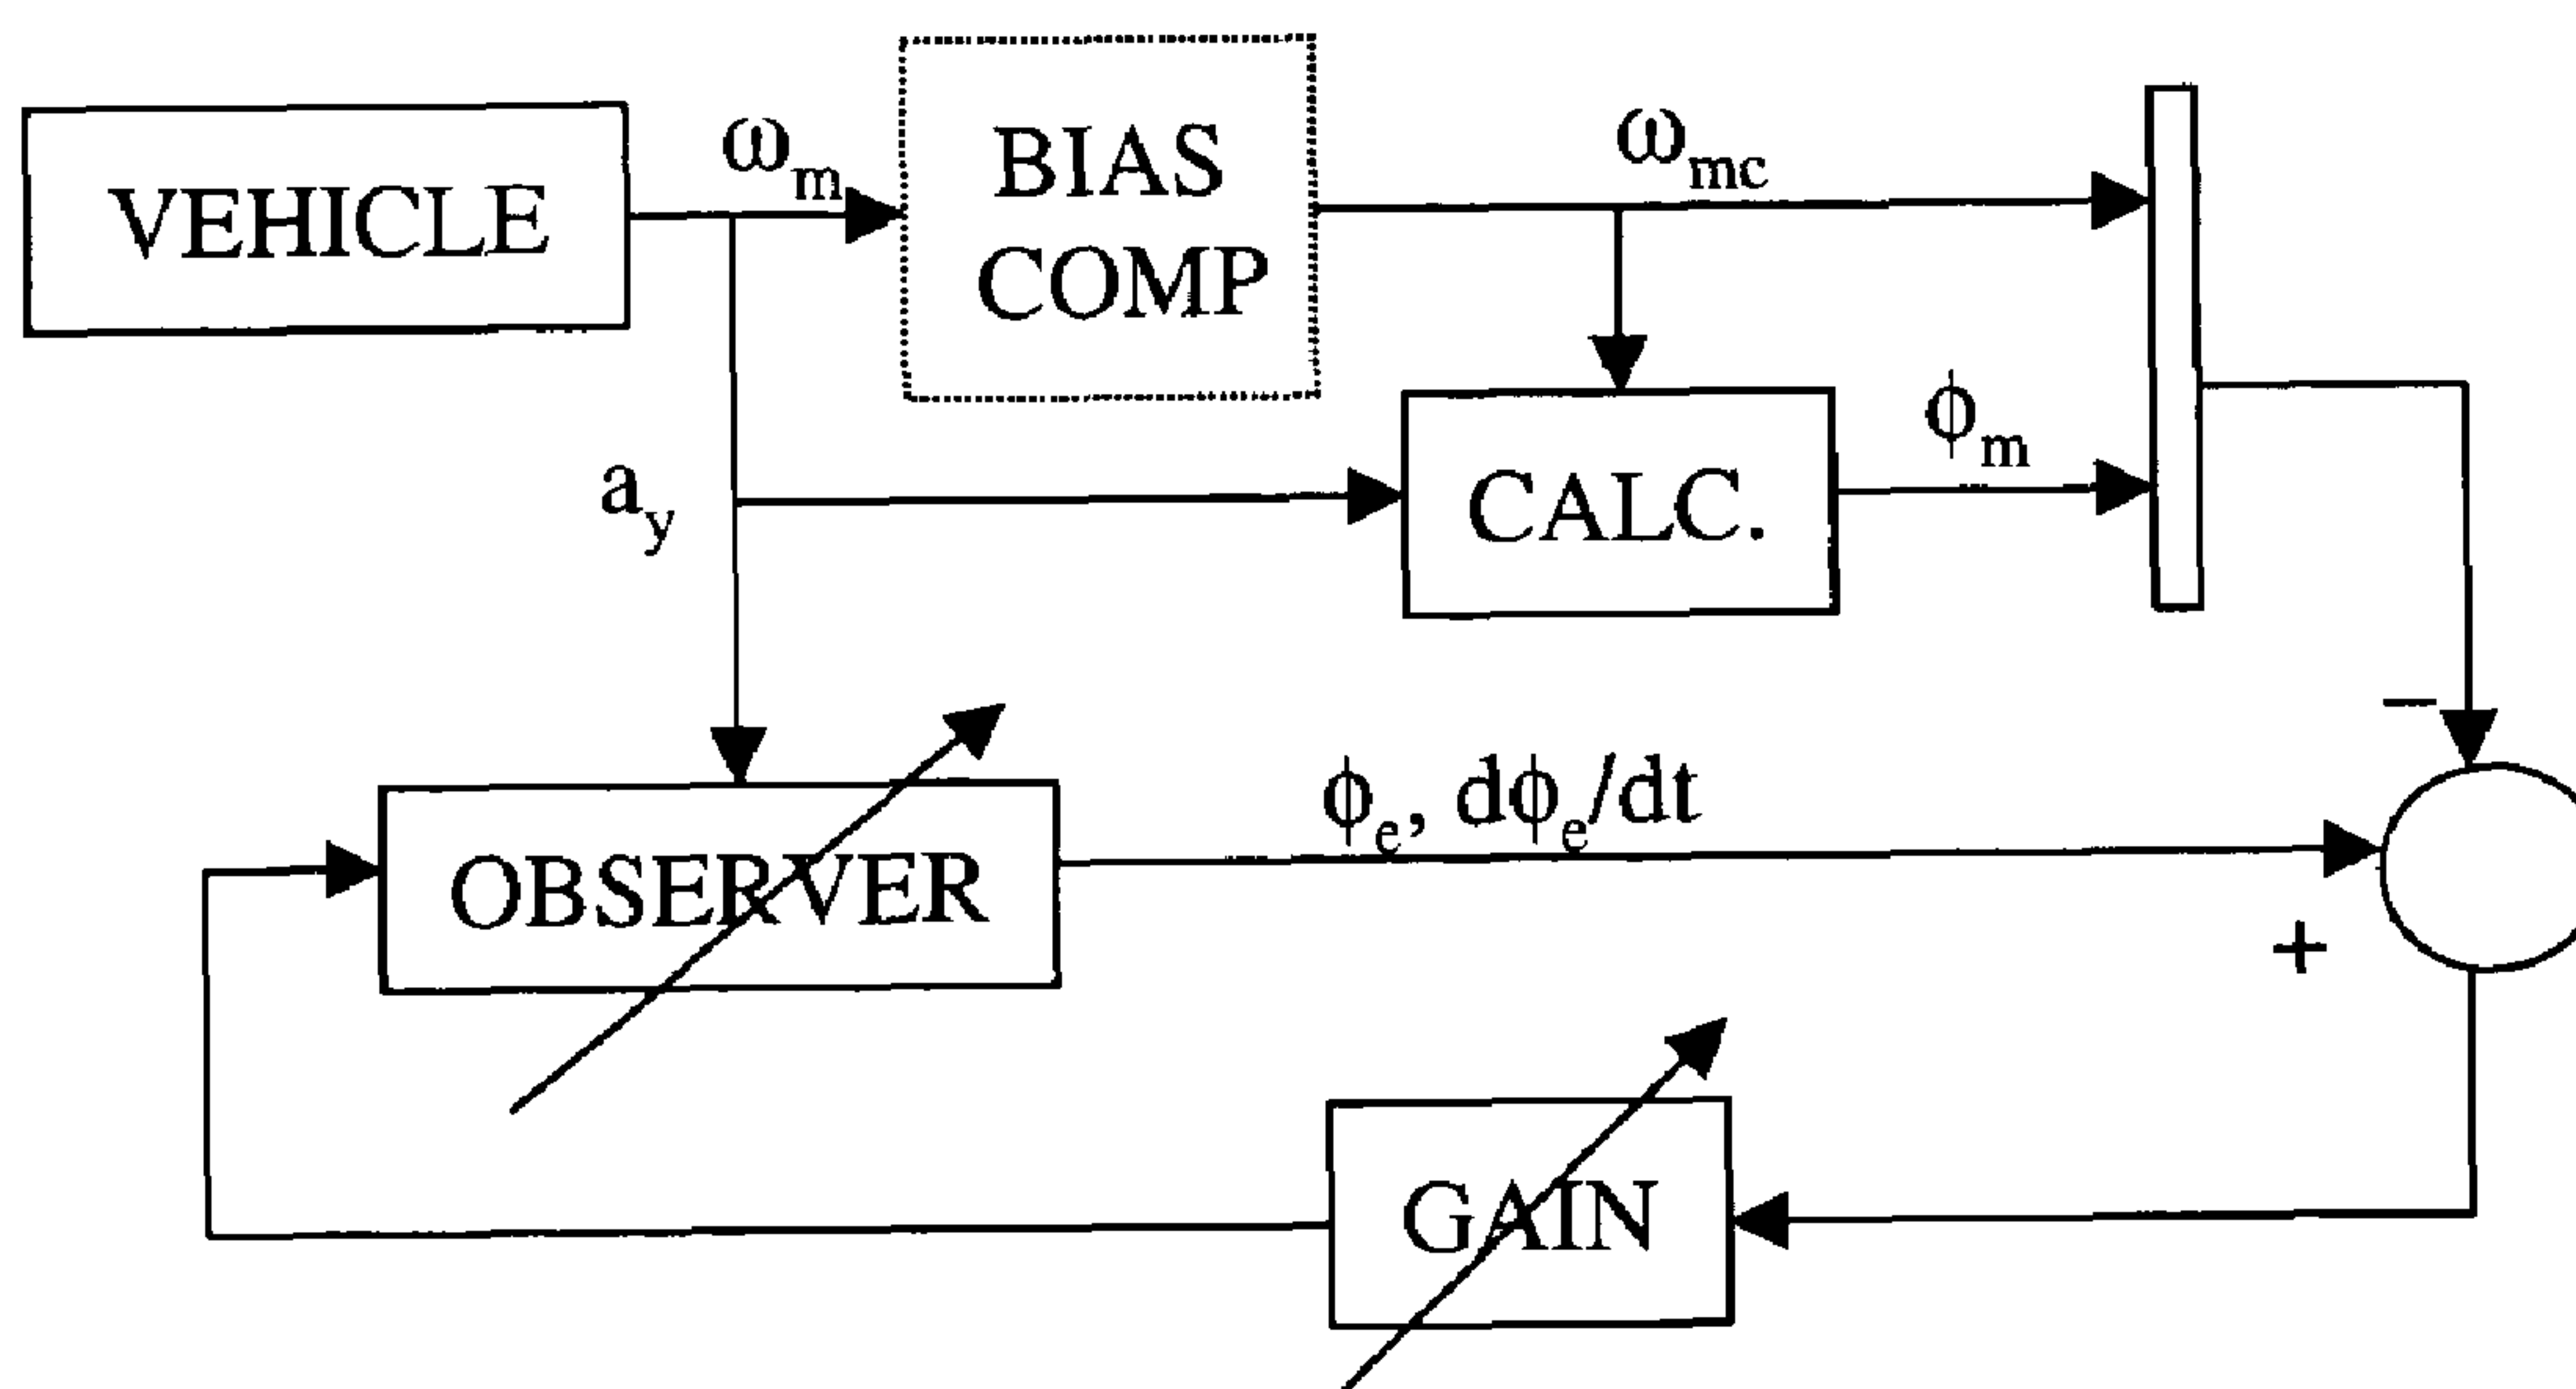 VEHICLE
ωm
BIAS
COMP
ωmc
ay
CALC.
ϕm
−
OBSERVER
ϕe, dϕe/dt
+
GAIN